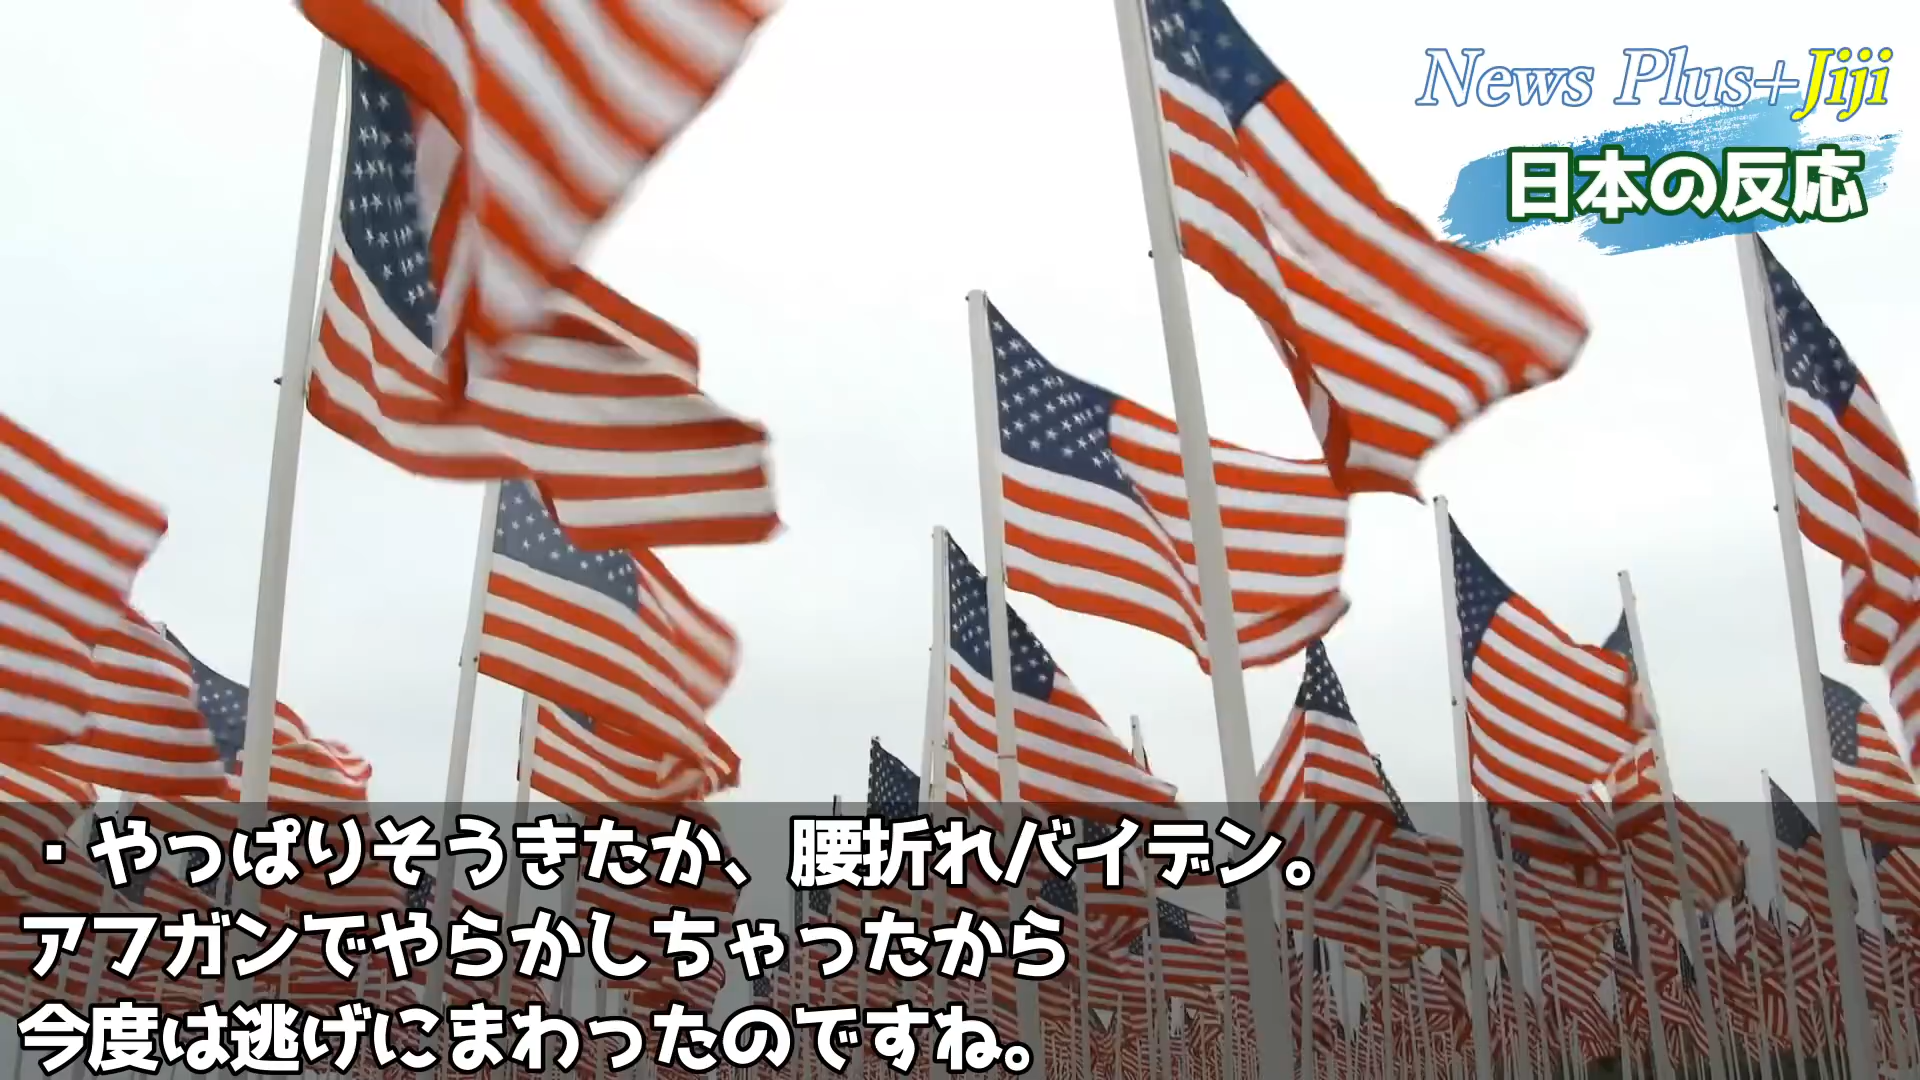 News Plus+Jiji
日本の反応
・やっぱりそうきたか、腰折れバイデン。
アフガンでやらかしちゃったから
今度は逃げにまわったのですね。